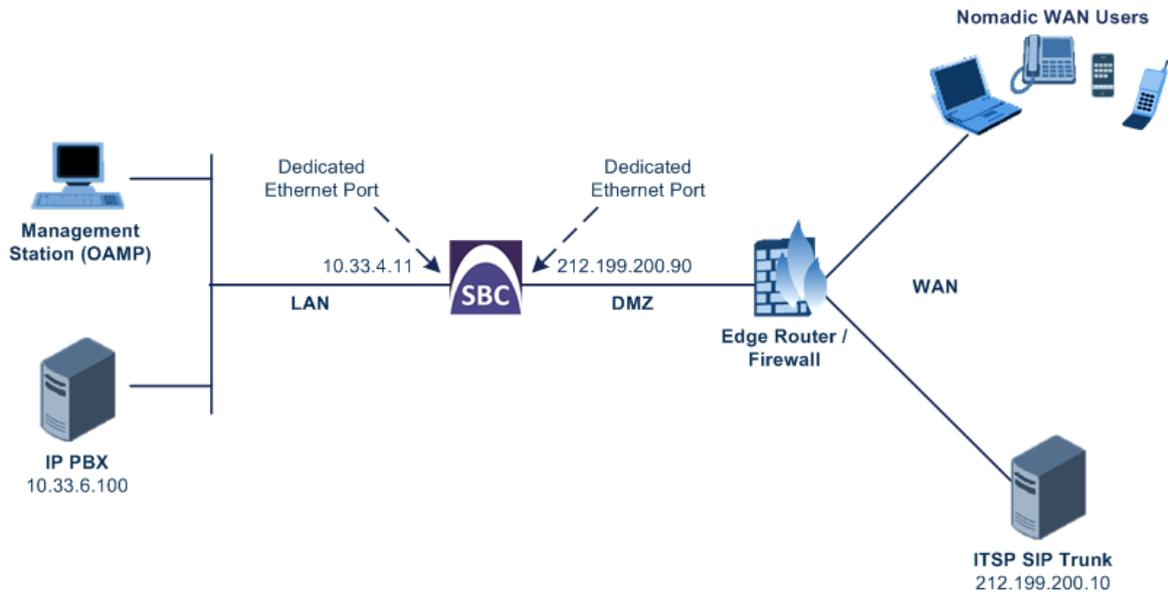 Nomadic WAN Users
Dedicated
Ethernet Port
Dedicated
Ethernet Port
Management
Station (OAMP)
10.33.4.11
SBC
212.199.200.90
LAN
DMZ
WAN
Edge Router /
Firewall
IP PBX
10.33.6.100
ITSP SIP Trunk
212.199.200.10